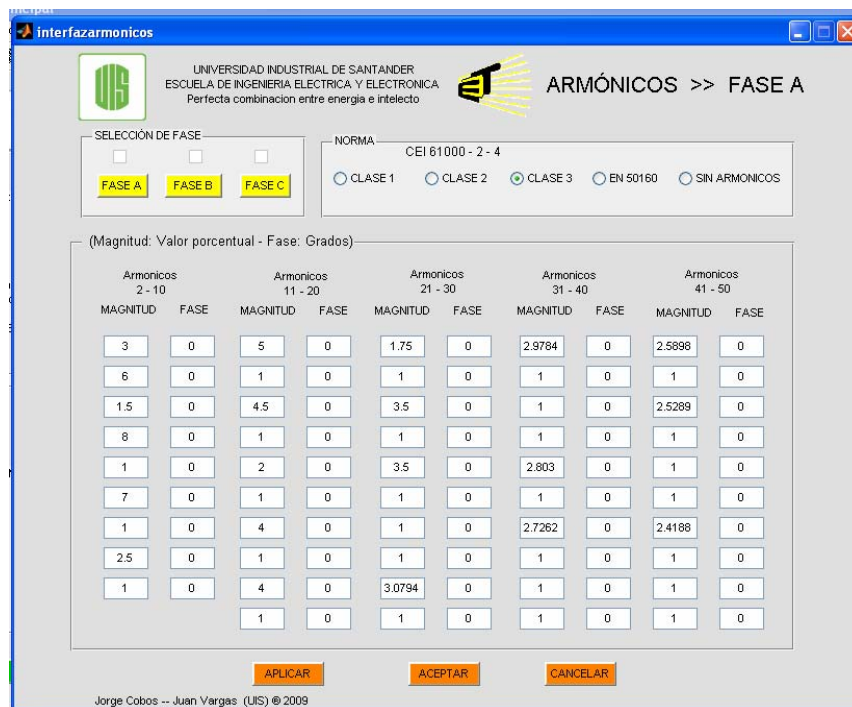 interfazarmonicos
UIS
UNIVERSIDAD INDUSTRIAL DE SANTANDER
ESCUELA DE INGENIERIA ELECTRICA Y ELECTRONICA
Perfecta combinacion entre energia e intelecto
ARMÓNICOS >> FASE A
SELECCIÓN DE FASE
FASE A FASE B FASE C
NORMA
CEI 61000 - 2 - 4
CLASE 1 CLASE 2 CLASE 3 EN 50160 SIN ARMONICOS
(Magnitud: Valor porcentual - Fase: Grados)
Armonicos Armonicos Armonicos Armonicos Armonicos
2 - 10 11 - 20 21 - 30 31 - 40 41 - 50
MAGNITUD FASE MAGNITUD FASE MAGNITUD FASE MAGNITUD FASE MAGNITUD FASE
3 0 5 0 1.75 0 2.9784 0 2.5898 0
6 0 1 0 1 0 1 0 1 0
1.5 0 4.5 0 3.5 0 1 0 2.5289 0
8 0 1 0 1 0 1 0 1 0
1 0 2 0 3.5 0 2.803 0 1 0
7 0 1 0 1 0 1 0 1 0
1 0 4 0 1 0 2.7262 0 2.4188 0
2.5 0 1 0 1 0 1 0 1 0
1 0 4 0 3.0794 0 1 0 1 0
1 0 1 0 1 0 1 0
APLICAR ACEPTAR CANCELAR
Jorge Cobos -- Juan Vargas (UIS) ® 2009